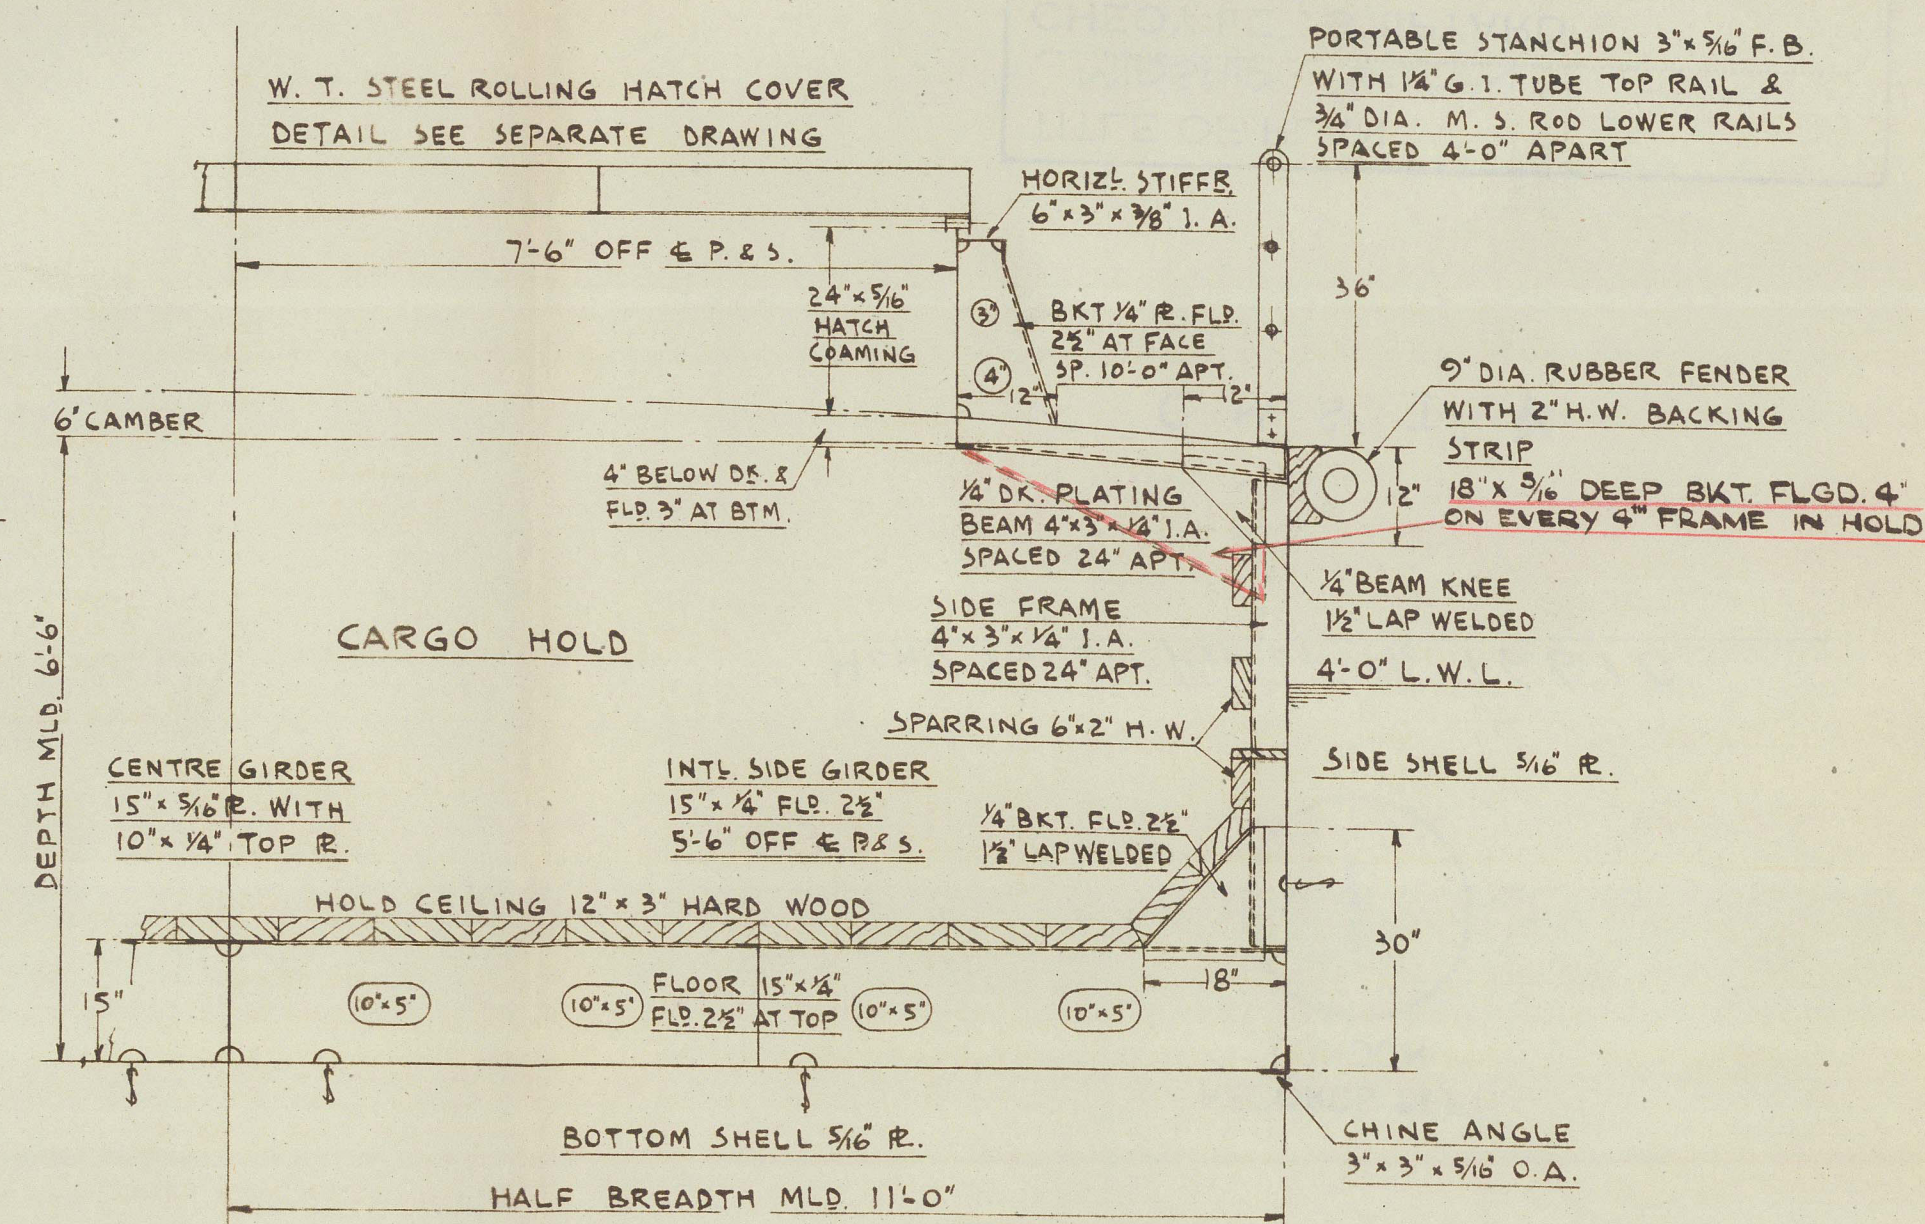 PORTABLE STANCHION 3" x 5/16" F. B.
WITH 1¼" G. I. TUBE TOP RAIL &
3/4" DIA. M. S. ROD LOWER RAILS
SPACED 4'-0" APART
W. T. STEEL ROLLING HATCH COVER
DETAIL SEE SEPARATE DRAWING
HORIZL. STIFFR.
6" x 3" x 3/8" I. A.
7'-6" OFF ℄ P. & S.
24" x 5/16"
HATCH
COAMING
3"
4"
BKT ¼" PL. FLD.
2½" AT FACE
SP. 10'-0" APT.
12"
12"
36"
6" CAMBER
9" DIA. RUBBER FENDER
WITH 2" H.W. BACKING
STRIP
18" X 5/16" DEEP BKT. FLGD. 4"
ON EVERY 4TH FRAME IN HOLD
12"
4" BELOW DK. &
FLD. 3" AT BTM.
¼" DK. PLATING
BEAM 4" x 3" x ¼" I.A.
SPACED 24" APT.
¼" BEAM KNEE
1½" LAP WELDED
SIDE FRAME
4" x 3" x ¼" I.A.
SPACED 24" APT.
4'-0" L.W.L.
CARGO HOLD
DEPTH MLD. 6'-6"
SPARRING 6" x 2" H.W.
SIDE SHELL 5/16" PL.
CENTRE GIRDER
15" x 5/16" PL. WITH
10" x ¼" TOP PL.
INTL. SIDE GIRDER
15" x ¼" FLD. 2½"
5'-6" OFF ℄ P. & S.
¼" BKT. FLD. 2½"
1½" LAP WELDED
HOLD CEILING 12" x 3" HARD WOOD
30"
15"
18"
10" x 5"
10" x 5"
FLOOR 15" x ¼"
FLD. 2½" AT TOP
10" x 5"
10" x 5"
BOTTOM SHELL 5/16" PL.
CHINE ANGLE
3" x 3" x 5/16" O.A.
HALF BREADTH MLD. 11'-0"